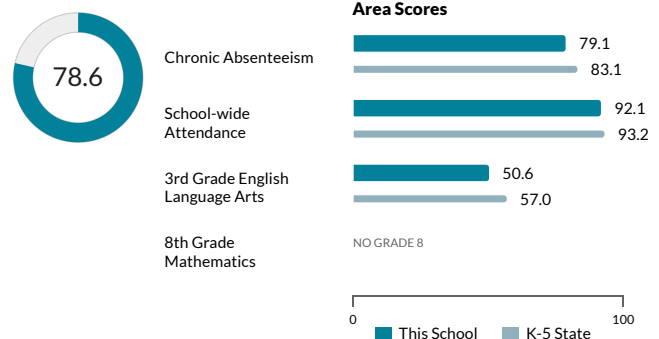 Area Scores
78.6
Chronic Absenteeism
79.1
83.1
School-wide
Attendance
92.1
93.2
3rd Grade English
Language Arts
50.6
57.0
8th Grade
Mathematics
NO GRADE 8
0
100
This School
K-5 State